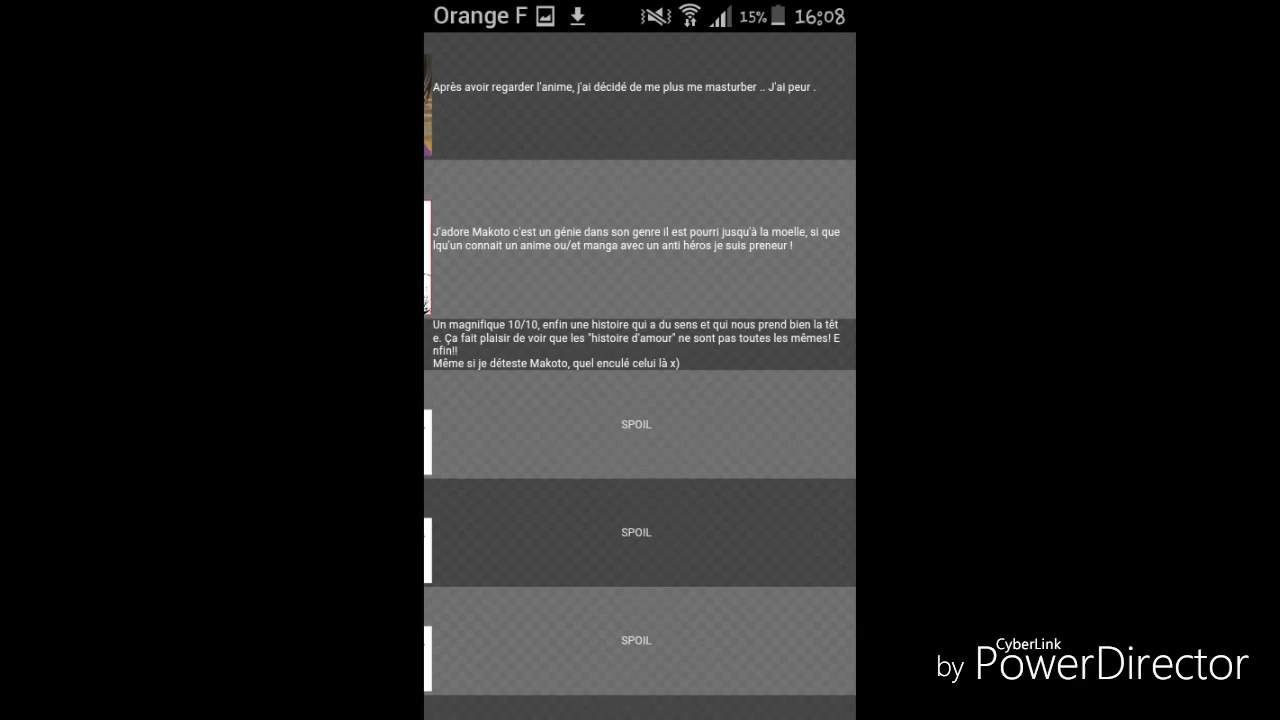 Orange F 15% 16:08
Après avoir regarder l'anime, j'ai décidé de me plus me masturber .. J'ai peur .
J'adore Makoto c'est un génie dans son genre il est pourri jusqu'à la moelle, si que
lqu'un connait un anime ou/et manga avec un anti héros je suis preneur !
Un magnifique 10/10, enfin une histoire qui a du sens et qui nous prend bien la têt
e. Ça fait plaisir de voir que les "histoire d'amour" ne sont pas toutes les mêmes! E
nfin!!
Même si je déteste Makoto, quel enculé celui là x)
SPOIL
SPOIL
SPOIL
CyberLink
by PowerDirector